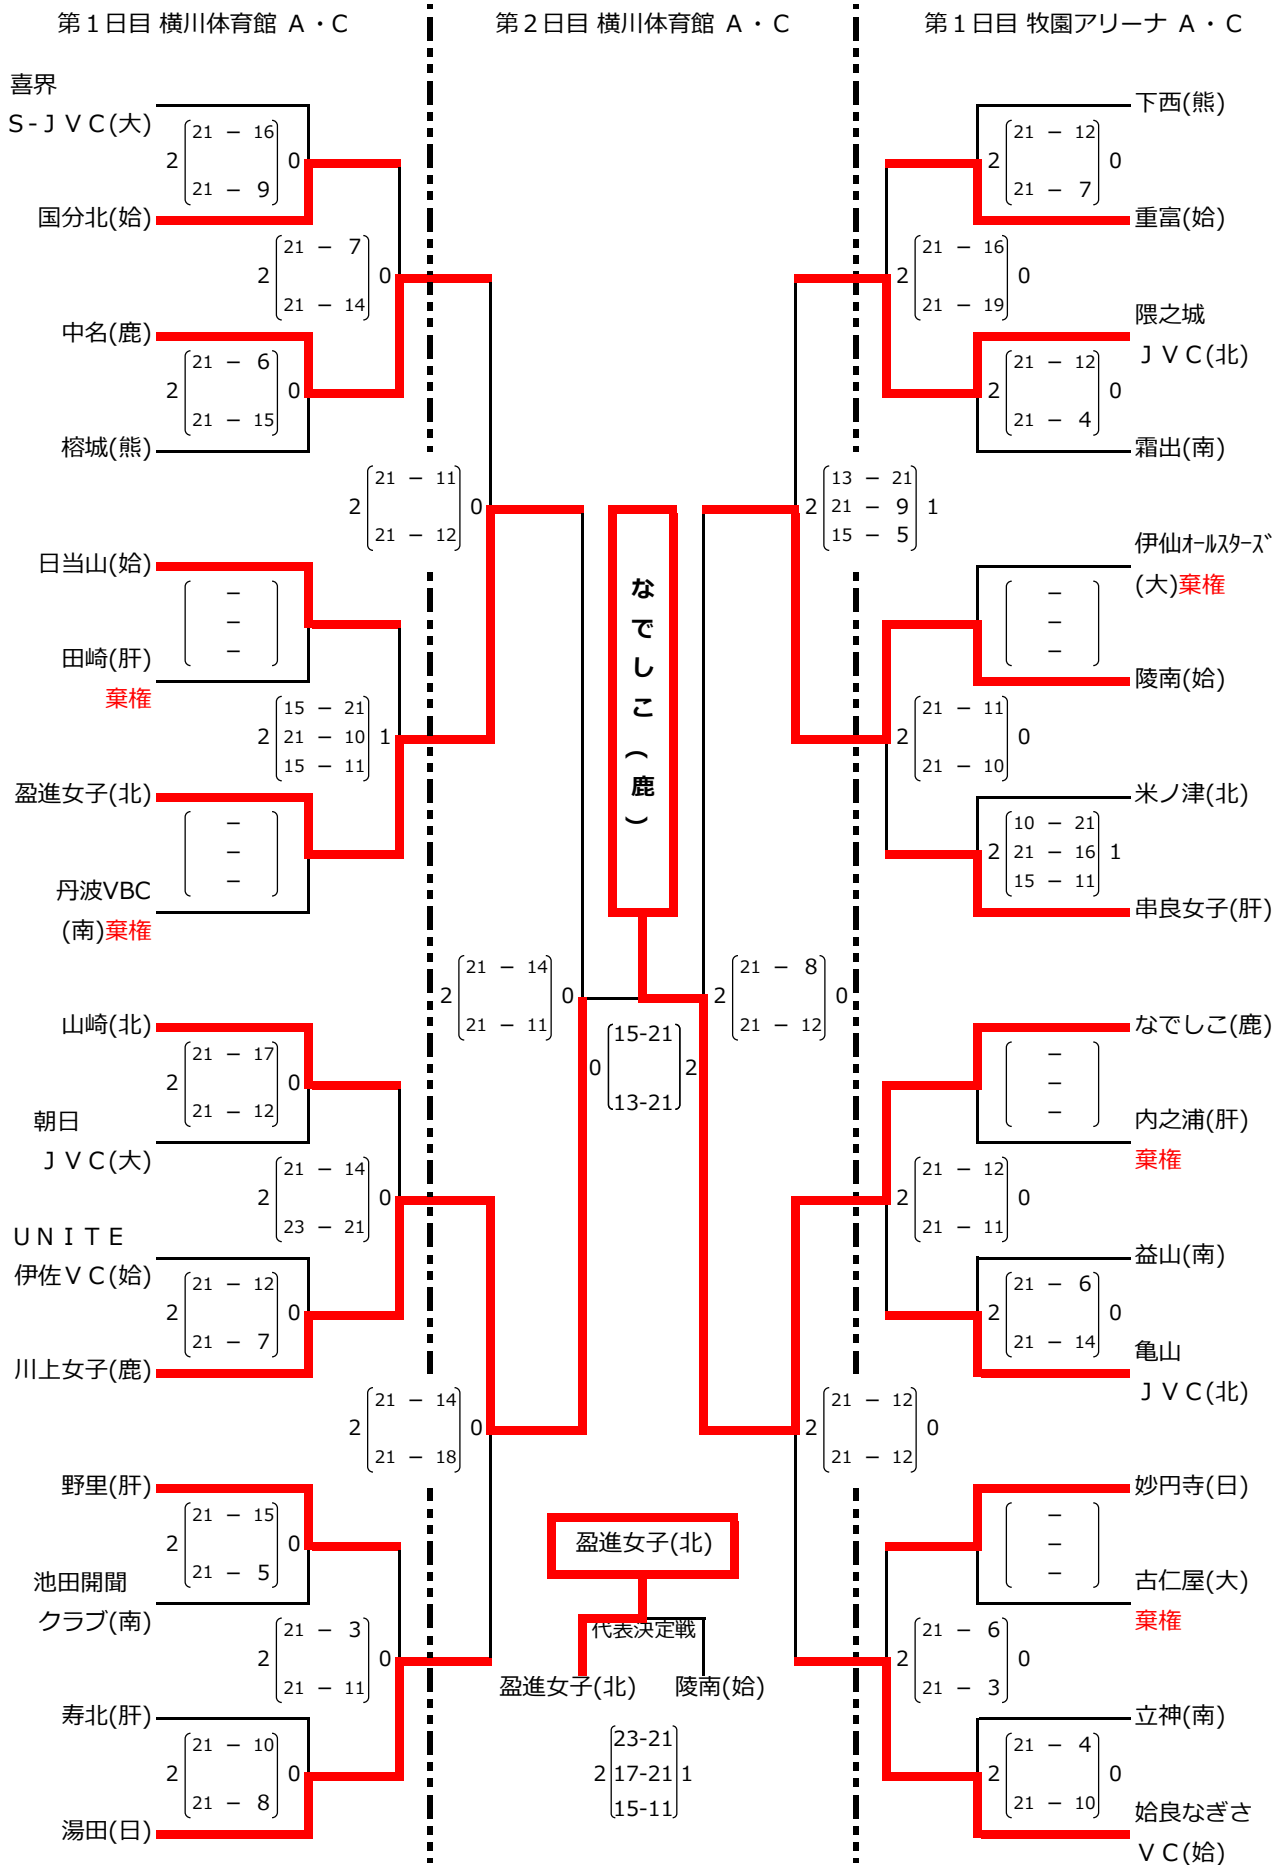 第１日目 横川体育館 Ａ・Ｃ
第２日目 横川体育館 Ａ・Ｃ
第１日目 牧園アリーナ Ａ・Ｃ
喜界
S-ＪＶＣ(大)
21 － 16
2 0
21 － 9
国分北(姶)
21 － 7
2 0
21 － 14
中名(鹿)
21 － 6
2 0
21 － 15
榕城(熊)
21 － 11
2 0
21 － 12
日当山(姶)
－
－
－
田崎(肝)
棄権
15 － 21
2 21 － 10 1
15 － 11
盈進女子(北)
－
－
－
丹波VBC
(南)棄権
21 － 14
2 0
21 － 11
山崎(北)
21 － 17
2 0
21 － 12
朝日
ＪＶＣ(大)
21 － 14
2 0
23 － 21
ＵＮＩＴＥ
伊佐ＶＣ(姶)
21 － 12
2 0
21 － 7
川上女子(鹿)
21 － 14
2 0
21 － 18
野里(肝)
21 － 15
2 0
21 － 5
池田開聞
クラブ(南)
21 － 3
2 0
21 － 11
寿北(肝)
21 － 10
2 0
21 － 8
湯田(日)
なでしこ(鹿)
15-21
0 2
13-21
盈進女子(北)
代表決定戦
盈進女子(北) 陵南(姶)
23-21
2 17-21 1
15-11
下西(熊)
21 － 12
2 0
21 － 7
重富(姶)
21 － 16
2 0
21 － 19
隈之城
ＪＶＣ(北)
21 － 12
2 0
21 － 4
霜出(南)
13 － 21
2 21 － 9 1
15 － 5
伊仙ｵｰﾙｽﾀｰｽﾞ
(大)棄権
－
－
－
陵南(姶)
21 － 11
2 0
21 － 10
米ノ津(北)
10 － 21
2 21 － 16 1
15 － 11
串良女子(肝)
21 － 8
2 0
21 － 12
なでしこ(鹿)
－
－
－
内之浦(肝)
棄権
21 － 12
2 0
21 － 11
益山(南)
21 － 6
2 0
21 － 14
亀山
ＪＶＣ(北)
21 － 12
2 0
21 － 12
妙円寺(日)
－
－
－
古仁屋(大)
棄権
21 － 6
2 0
21 － 3
立神(南)
21 － 4
2 0
21 － 10
姶良なぎさ
ＶＣ(姶)